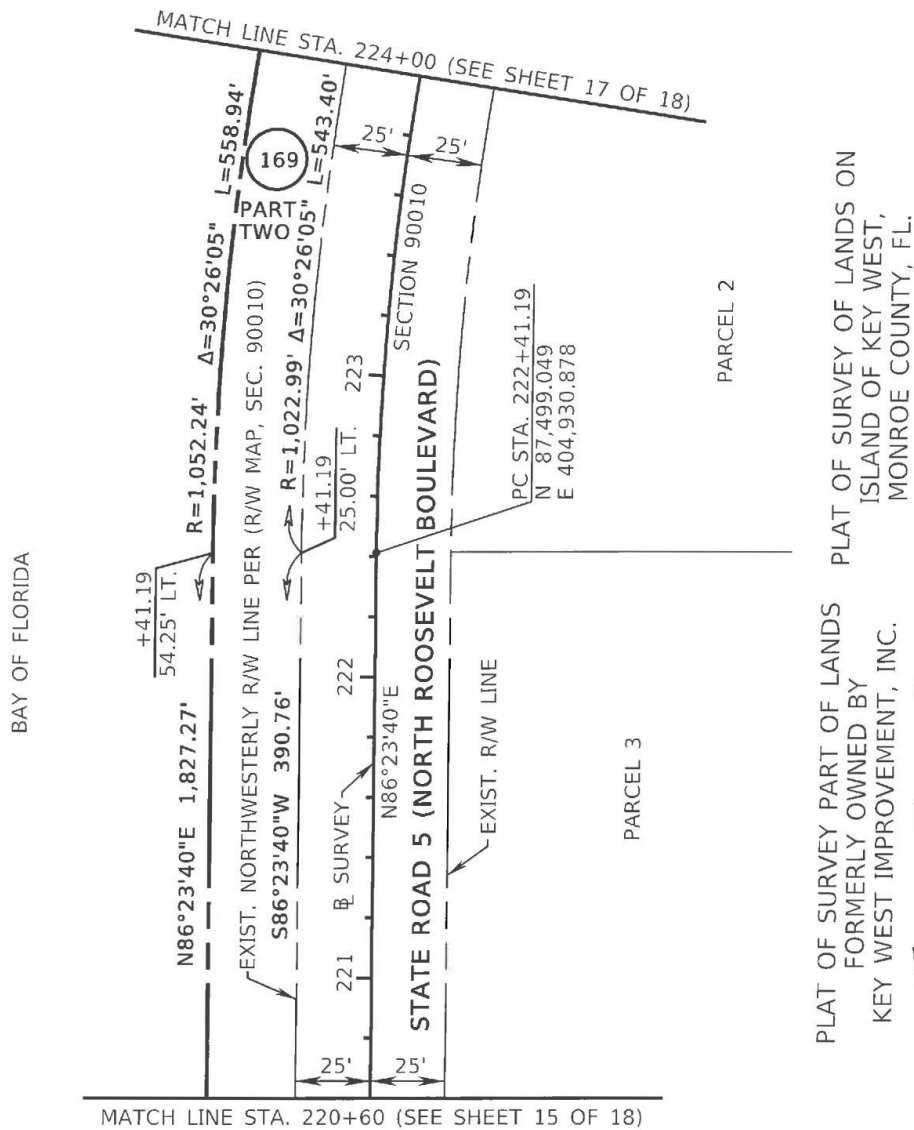 MATCH LINE STA. 224+00 (SEE SHEET 17 OF 18)
BAY OF FLORIDA
N86°23'40"E 1,827.27'
R=1,052.24' Δ=30°26'05" L=558.94'
+41.19
54.25' LT.
169
PART
TWO
EXIST. NORTHWESTERLY R/W LINE PER (R/W MAP, SEC. 90010)
S86°23'40"W 390.76'
R=1,022.99' Δ=30°26'05" L=543.40'
+41.19
25.00' LT.
25'
25'
221
222
223
℄ SURVEY
N86°23'40"E
SECTION 90010
STATE ROAD 5 (NORTH ROOSEVELT BOULEVARD)
EXIST. R/W LINE
PC STA. 222+41.19
N 87,499.049
E 404,930.878
25'
25'
PARCEL 3
PARCEL 2
PLAT OF SURVEY PART OF LANDS
FORMERLY OWNED BY
KEY WEST IMPROVEMENT, INC.
PLAT OF SURVEY OF LANDS ON
ISLAND OF KEY WEST,
MONROE COUNTY, FL.
MATCH LINE STA. 220+60 (SEE SHEET 15 OF 18)